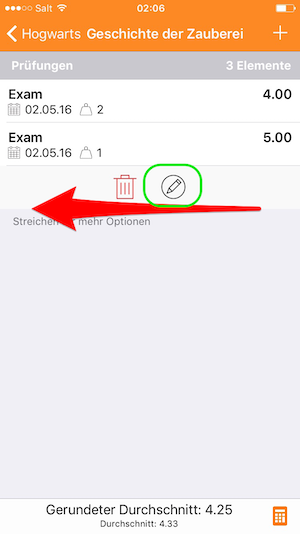 Salt 02:06
Hogwarts Geschichte der Zauberei
Prüfungen 3 Elemente
Exam 4.00
02.05.16 2
Exam 5.00
02.05.16 1
Streichen mehr Optionen
Gerundeter Durchschnitt: 4.25
Durchschnitt: 4.33